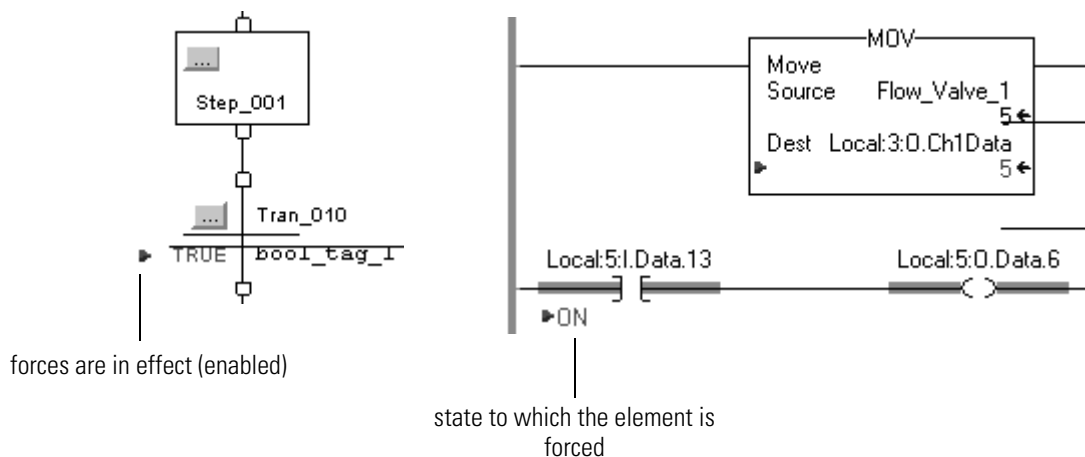 ...
Step_001
...
Tran_010
TRUE bool_tag_1
forces are in effect (enabled)
MOV
Move
Source Flow_Valve_1
5
Dest Local:3:O.Ch1Data
5
Local:5:I.Data.13
Local:5:O.Data.6
ON
state to which the element is
forced